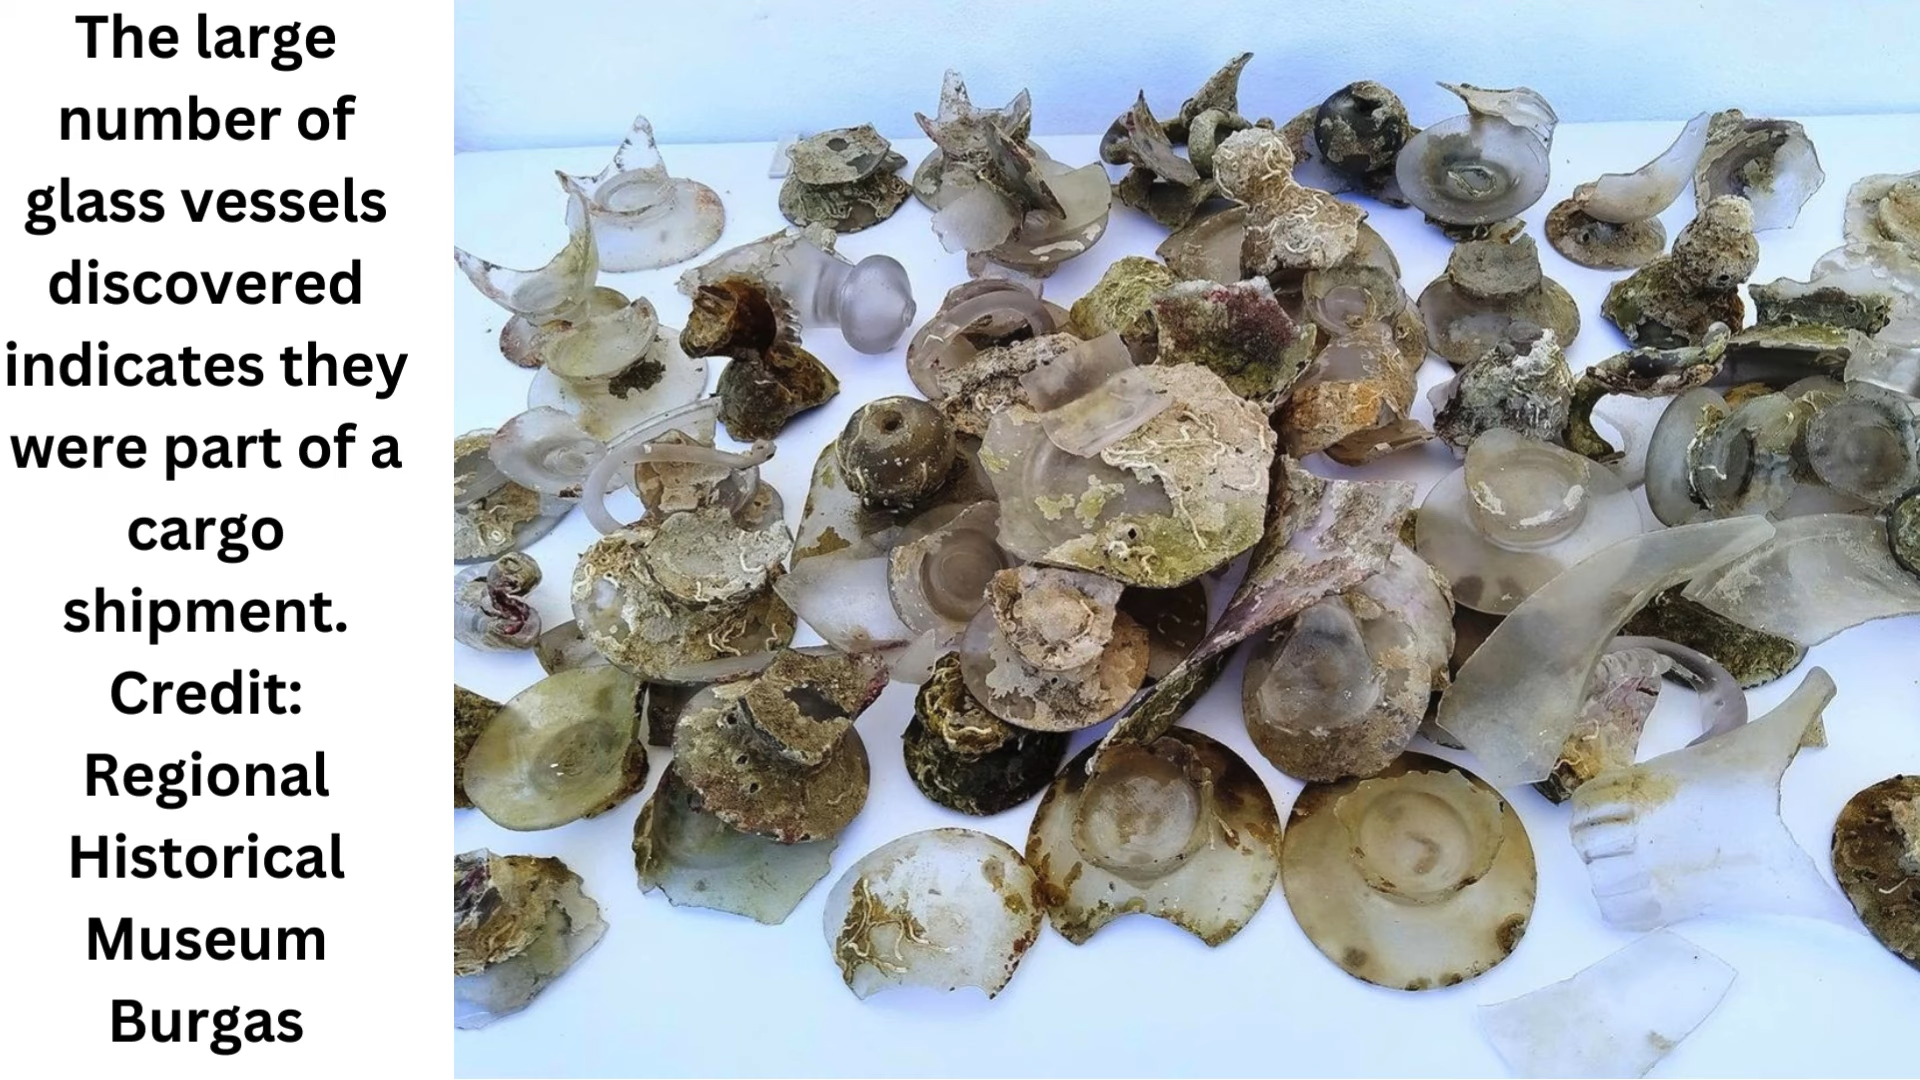 The large
number of
glass vessels
discovered
indicates they
were part of a
cargo
shipment.
Credit:
Regional
Historical
Museum
Burgas